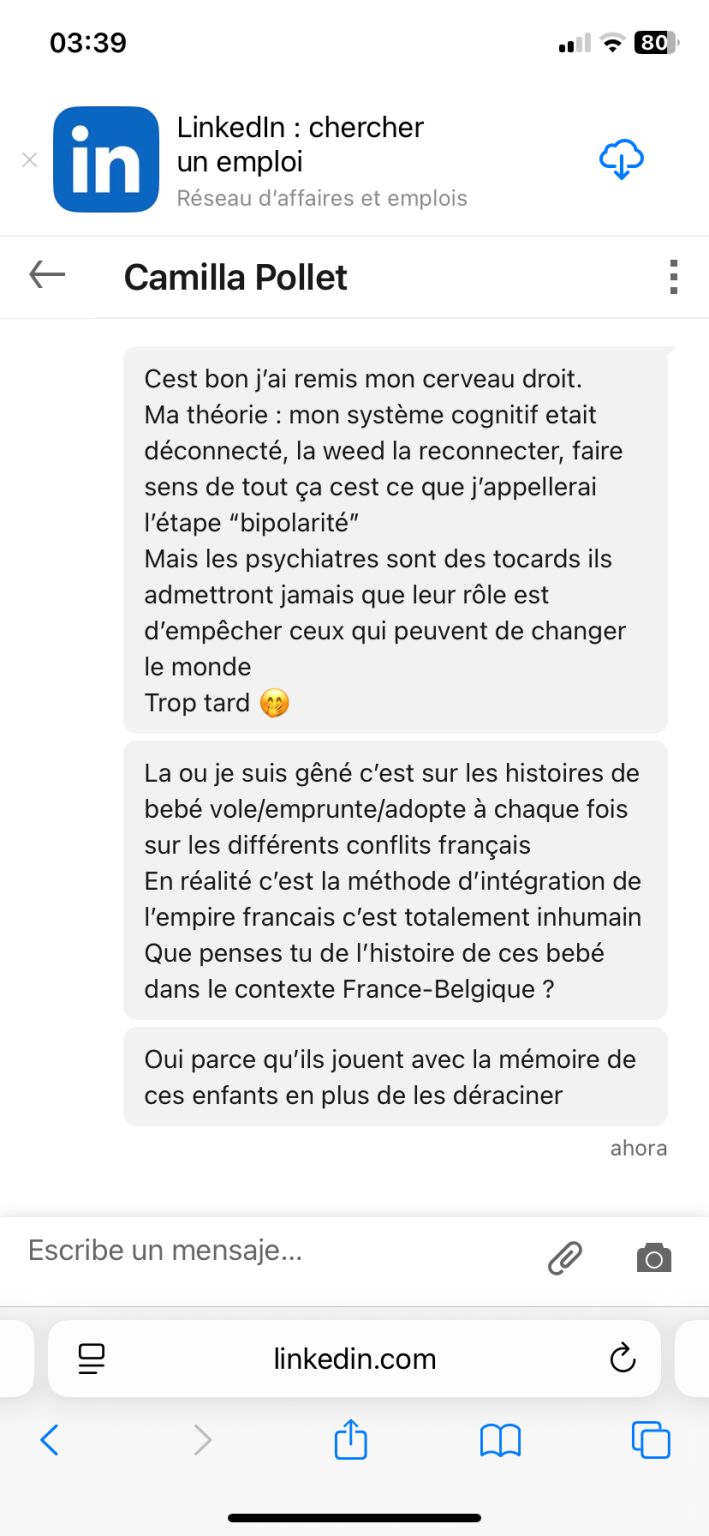 03:39
80
in
LinkedIn : chercher
un emploi
Réseau d’affaires et emplois
Camilla Pollet
Cest bon j’ai remis mon cerveau droit.
Ma théorie : mon système cognitif etait
déconnecté, la weed la reconnecter, faire
sens de tout ça cest ce que j’appellerai
l’étape “bipolarité”
Mais les psychiatres sont des tocards ils
admettront jamais que leur rôle est
d’empêcher ceux qui peuvent de changer
le monde
Trop tard 🤭
La ou je suis gêné c’est sur les histoires de
bebé vole/emprunte/adopte à chaque fois
sur les différents conflits français
En réalité c’est la méthode d’intégration de
l’empire francais c’est totalement inhumain
Que penses tu de l’histoire de ces bebé
dans le contexte France-Belgique ?
Oui parce qu’ils jouent avec la mémoire de
ces enfants en plus de les déraciner
ahora
Escribe un mensaje...
linkedin.com